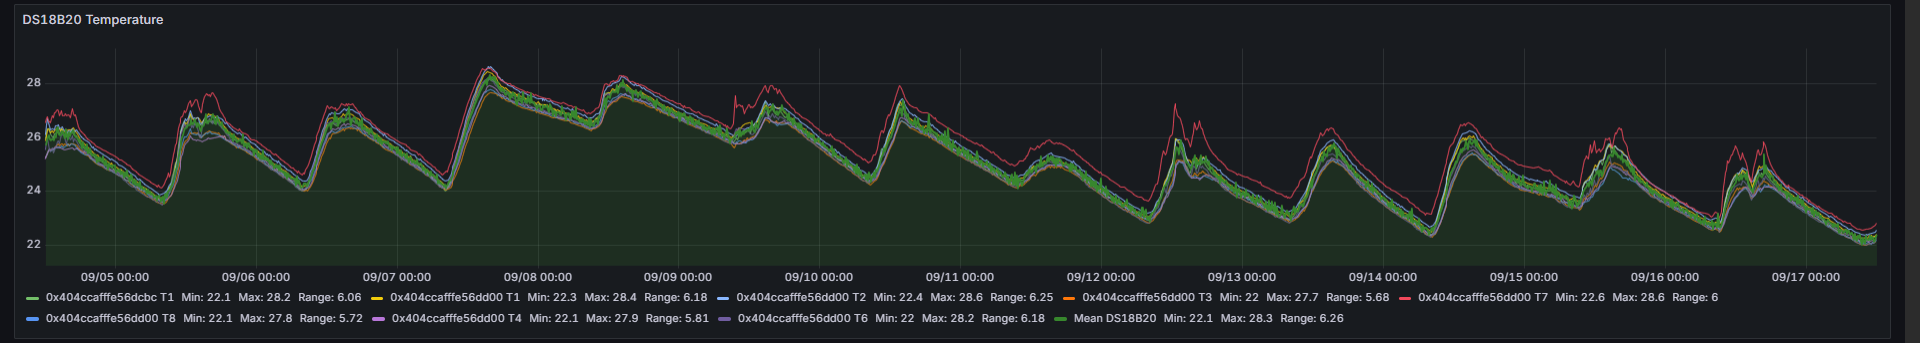 DS18B20 Temperature
28
26
24
22
09/05 00:00 09/06 00:00 09/07 00:00 09/08 00:00 09/09 00:00 09/10 00:00 09/11 00:00 09/12 00:00 09/13 00:00 09/14 00:00 09/15 00:00 09/16 00:00 09/17 00:00
0x404ccafffe56dcbc T1 Min: 22.1 Max: 28.2 Range: 6.06 0x404ccafffe56dd00 T1 Min: 22.3 Max: 28.4 Range: 6.18 0x404ccafffe56dd00 T2 Min: 22.4 Max: 28.6 Range: 6.25 0x404ccafffe56dd00 T3 Min: 22 Max: 27.7 Range: 5.68 0x404ccafffe56dd00 T7 Min: 22.6 Max: 28.6 Range: 6
0x404ccafffe56dd00 T8 Min: 22.1 Max: 27.8 Range: 5.72 0x404ccafffe56dd00 T4 Min: 22.1 Max: 27.9 Range: 5.81 0x404ccafffe56dd00 T6 Min: 22 Max: 28.2 Range: 6.18 Mean DS18B20 Min: 22.1 Max: 28.3 Range: 6.26